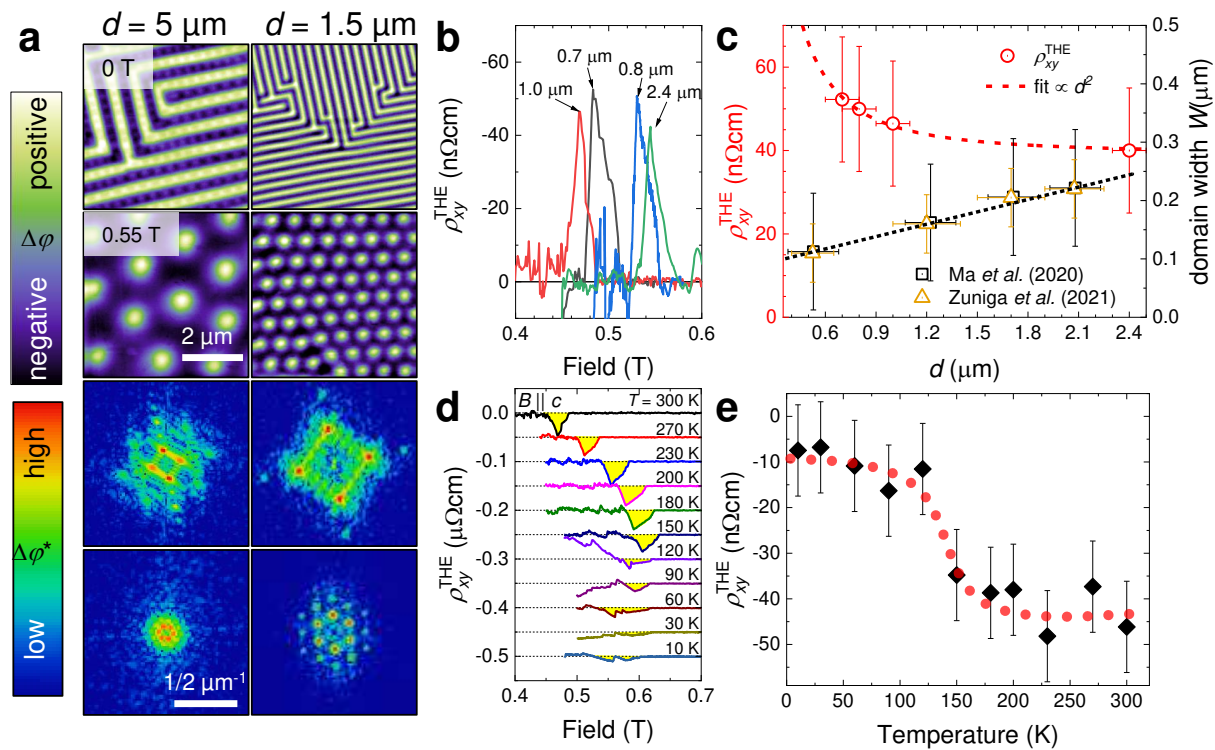 a
d = 5 μm
d = 1.5 μm
0 T
0.55 T
2 μm
1/2 μm⁻¹
positive
Δφ
negative
high
Δφ*
low
b
ρxyTHE (nΩcm)
-60
-40
-20
0
1.0 μm
0.7 μm
0.8 μm
2.4 μm
0.4
0.5
0.6
Field (T)
c
ρxyTHE (nΩcm)
60
40
20
0
ρxyTHE
fit ∝ d²
Ma et al. (2020)
Zuniga et al. (2021)
0.5
0.4
0.3
0.2
0.1
0.0
domain width W(μm)
0.6
0.9
1.2
1.5
1.8
2.1
2.4
d (μm)
d
ρxyTHE (μΩcm)
0.0
-0.1
-0.2
-0.3
-0.4
-0.5
B || c
T = 300 K
270 K
230 K
200 K
180 K
150 K
120 K
90 K
60 K
30 K
10 K
0.4
0.5
0.6
0.7
Field (T)
e
ρxyTHE (nΩcm)
0
-10
-20
-30
-40
-50
0
50
100
150
200
250
300
Temperature (K)